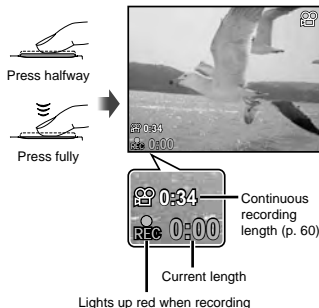 Press halfway
Press fully
0:34
REC 0:00
0:34
REC 0:00
Continuous
recording
length (p. 60)
Current length
Lights up red when recording